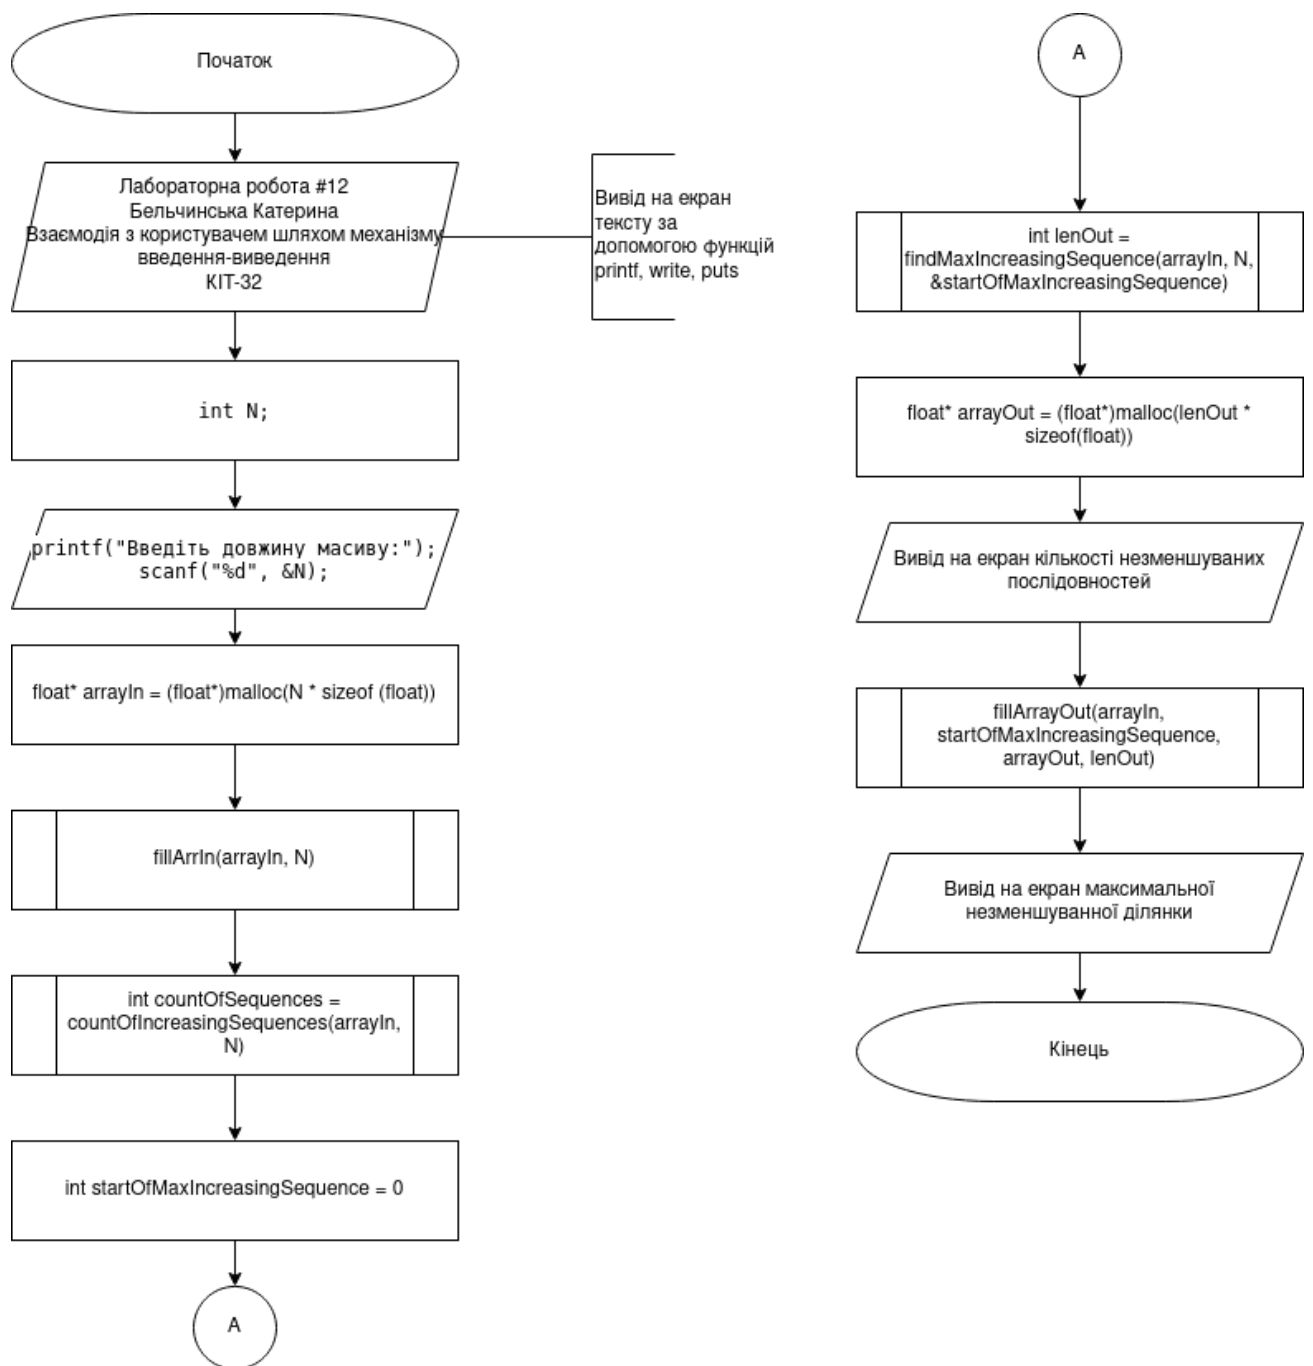 Початок
Лабораторна робота #12
Бельчинська Катерина
Взаємодія з користувачем шляхом механізму
введення-виведення
КІТ-32
Вивід на екран
тексту за
допомогою функцій
printf, write, puts
int N;
printf("Введіть довжину масиву:");
scanf("%d", &N);
float* arrayIn = (float*)malloc(N * sizeof (float))
fillArrIn(arrayIn, N)
int countOfSequences =
countOfIncreasingSequences(arrayIn,
N)
int startOfMaxIncreasingSequence = 0
A
A
int lenOut =
findMaxIncreasingSequence(arrayIn, N,
&startOfMaxIncreasingSequence)
float* arrayOut = (float*)malloc(lenOut *
sizeof(float))
Вивід на екран кількості незменшуваних
послідовностей
fillArrayOut(arrayIn,
startOfMaxIncreasingSequence,
arrayOut, lenOut)
Вивід на екран максимальної
незменшуванної ділянки
Кінець